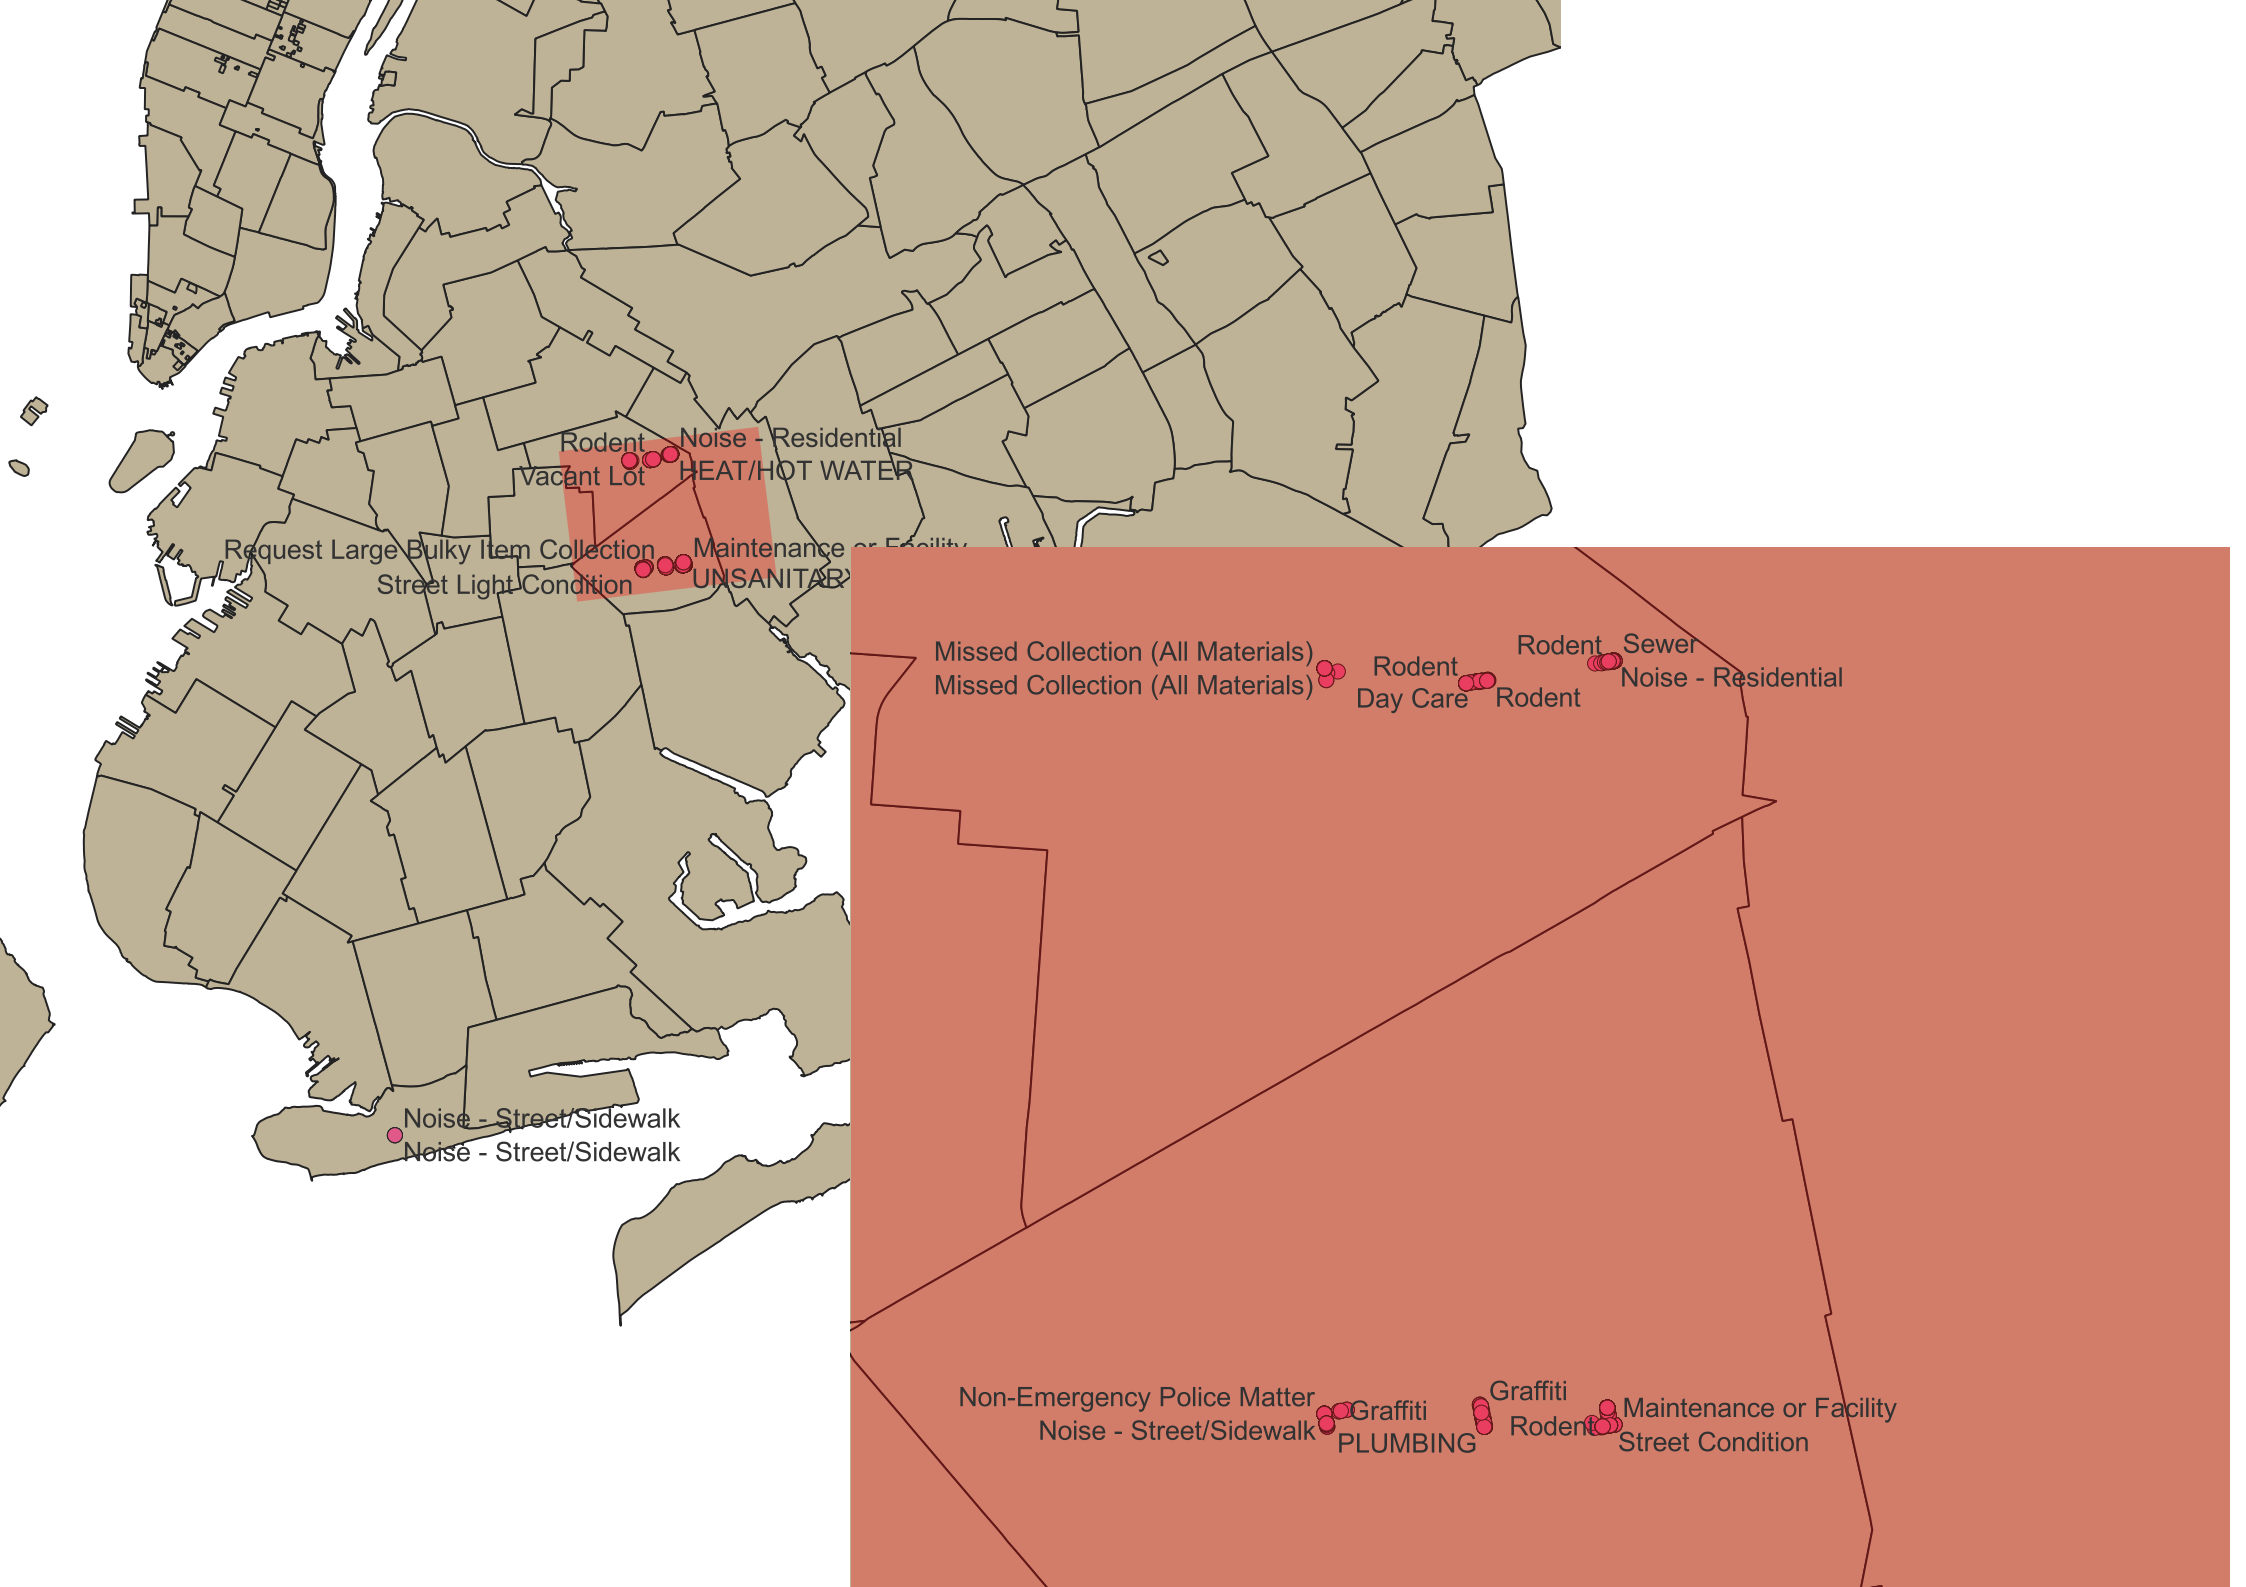 Rodent
Noise - Residential
Vacant Lot
HEAT/HOT WATER
Request Large Bulky Item Collection
Maintenance or Facility
Street Light Condition
UNSANITARY
Missed Collection (All Materials)
Missed Collection (All Materials)
Rodent
Day Care
Rodent
Rodent
Sewer
Noise - Residential
Noise - Street/Sidewalk
Noise - Street/Sidewalk
Non-Emergency Police Matter
Noise - Street/Sidewalk
Graffiti
PLUMBING
Graffiti
Rodent
Maintenance or Facility
Street Condition